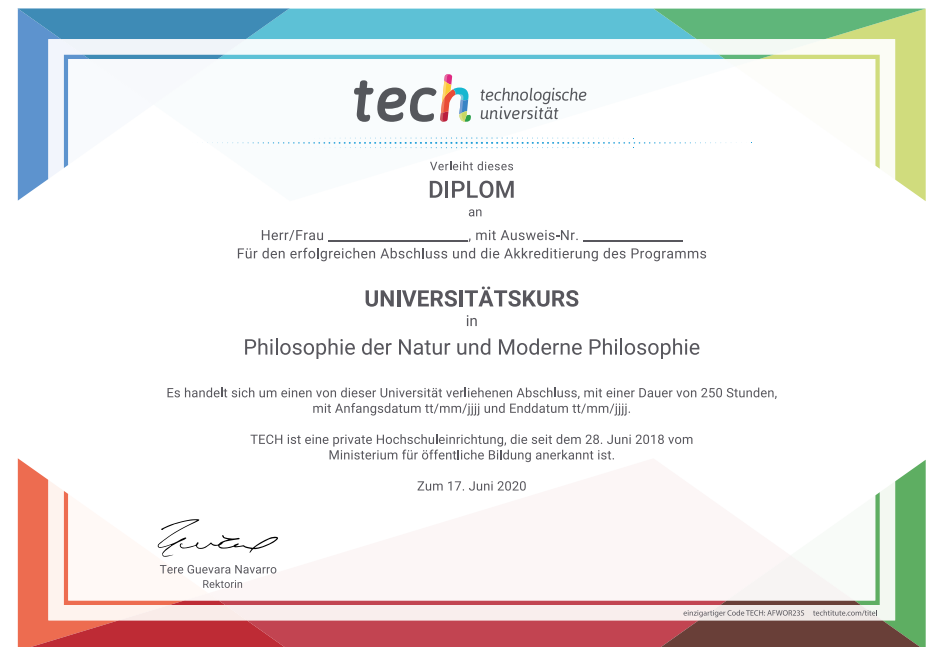 tech technologische
universität
Verleiht dieses
DIPLOM
an
Herr/Frau ____________________, mit Ausweis-Nr. ______________
Für den erfolgreichen Abschluss und die Akkreditierung des Programms
UNIVERSITÄTSKURS
in
Philosophie der Natur und Moderne Philosophie
Es handelt sich um einen von dieser Universität verliehenen Abschluss, mit einer Dauer von 250 Stunden,
mit Anfangsdatum tt/mm/jjjj und Enddatum tt/mm/jjjj.
TECH ist eine private Hochschuleinrichtung, die seit dem 28. Juni 2018 vom
Ministerium für öffentliche Bildung anerkannt ist.
Zum 17. Juni 2020
Tere Guevara Navarro
Rektorin
einzigartiger Code TECH: AFWOR23S techtitute.com/titel